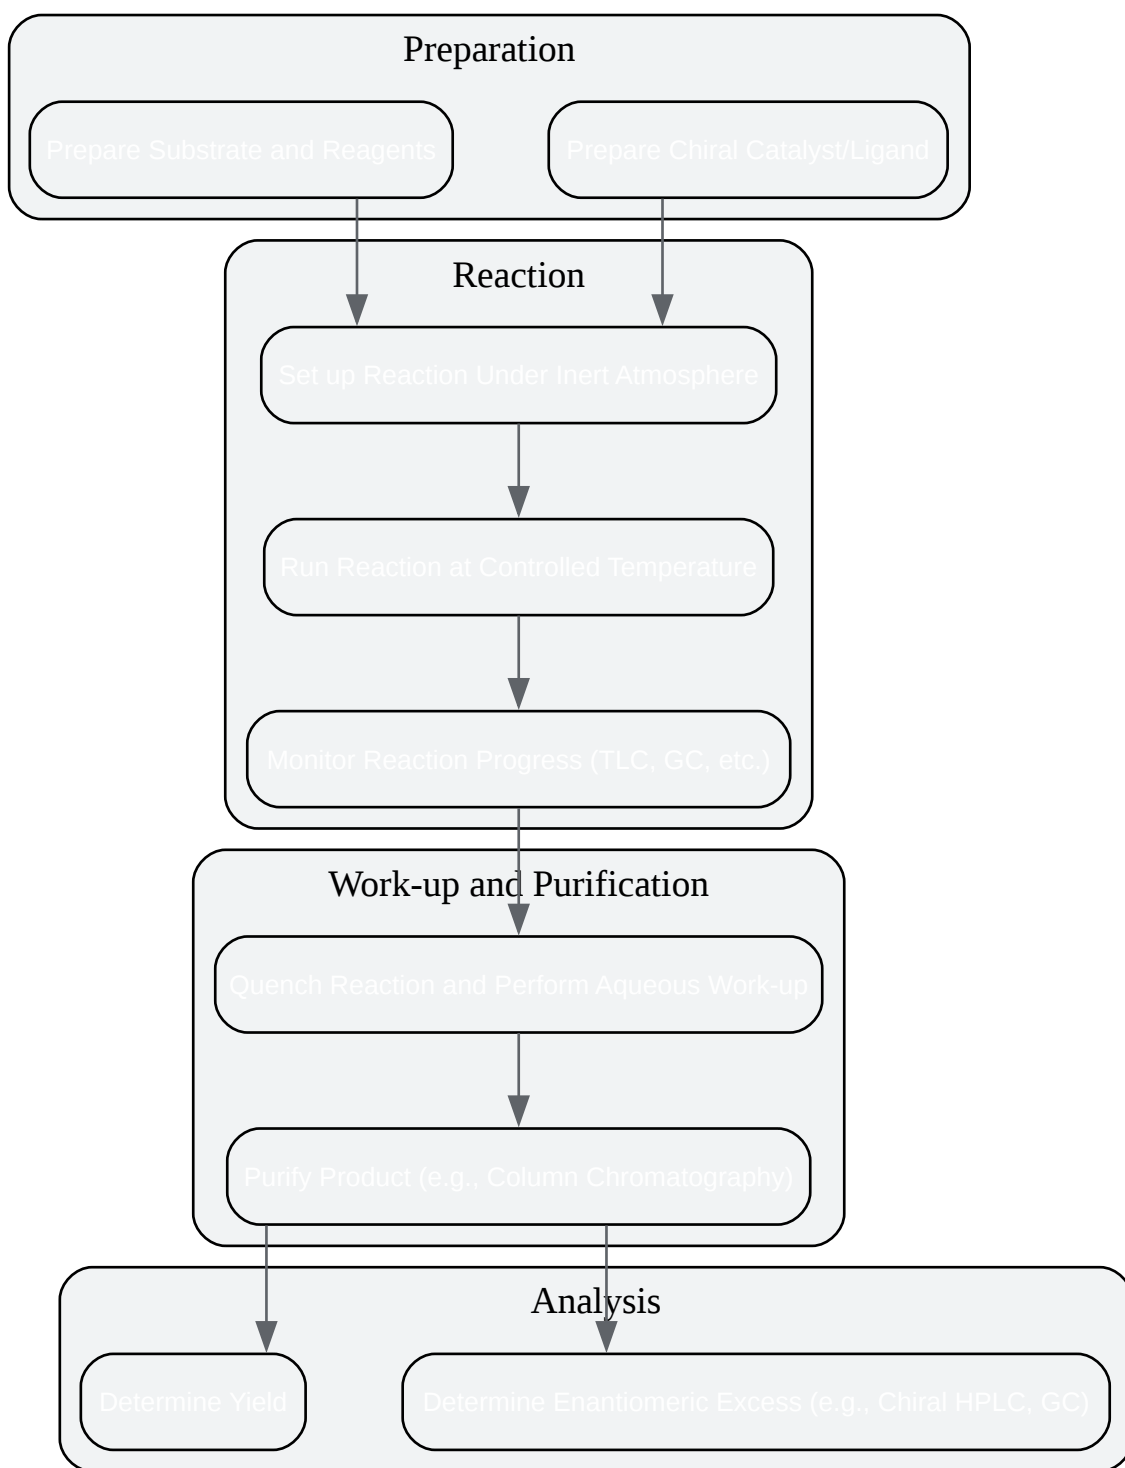 Preparation
Prepare Substrate and Reagents
Prepare Chiral Catalyst/Ligand
Reaction
Set up Reaction Under Inert Atmosphere
Run Reaction at Controlled Temperature
Monitor Reaction Progress (TLC, GC, etc.)
Work-up and Purification
Quench Reaction and Perform Aqueous Work-up
Purify Product (e.g., Column Chromatography)
Analysis
Determine Yield
Determine Enantiomeric Excess (e.g., Chiral HPLC, GC)